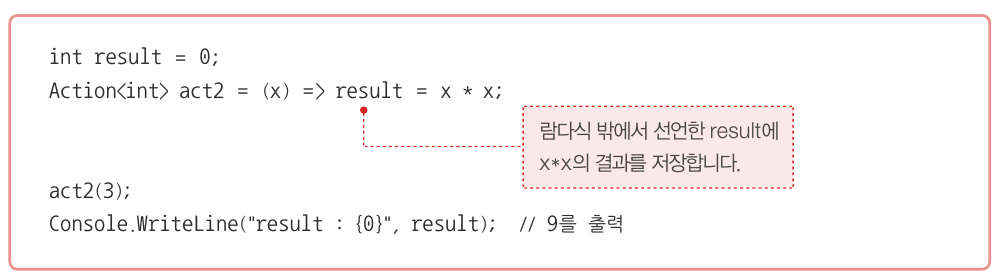 int result = 0;
Action<int> act2 = (x) => result = x * x;
람다식 밖에서 선언한 result에
x*x의 결과를 저장합니다.
act2(3);
Console.WriteLine("result : {0}", result);  // 9를 출력